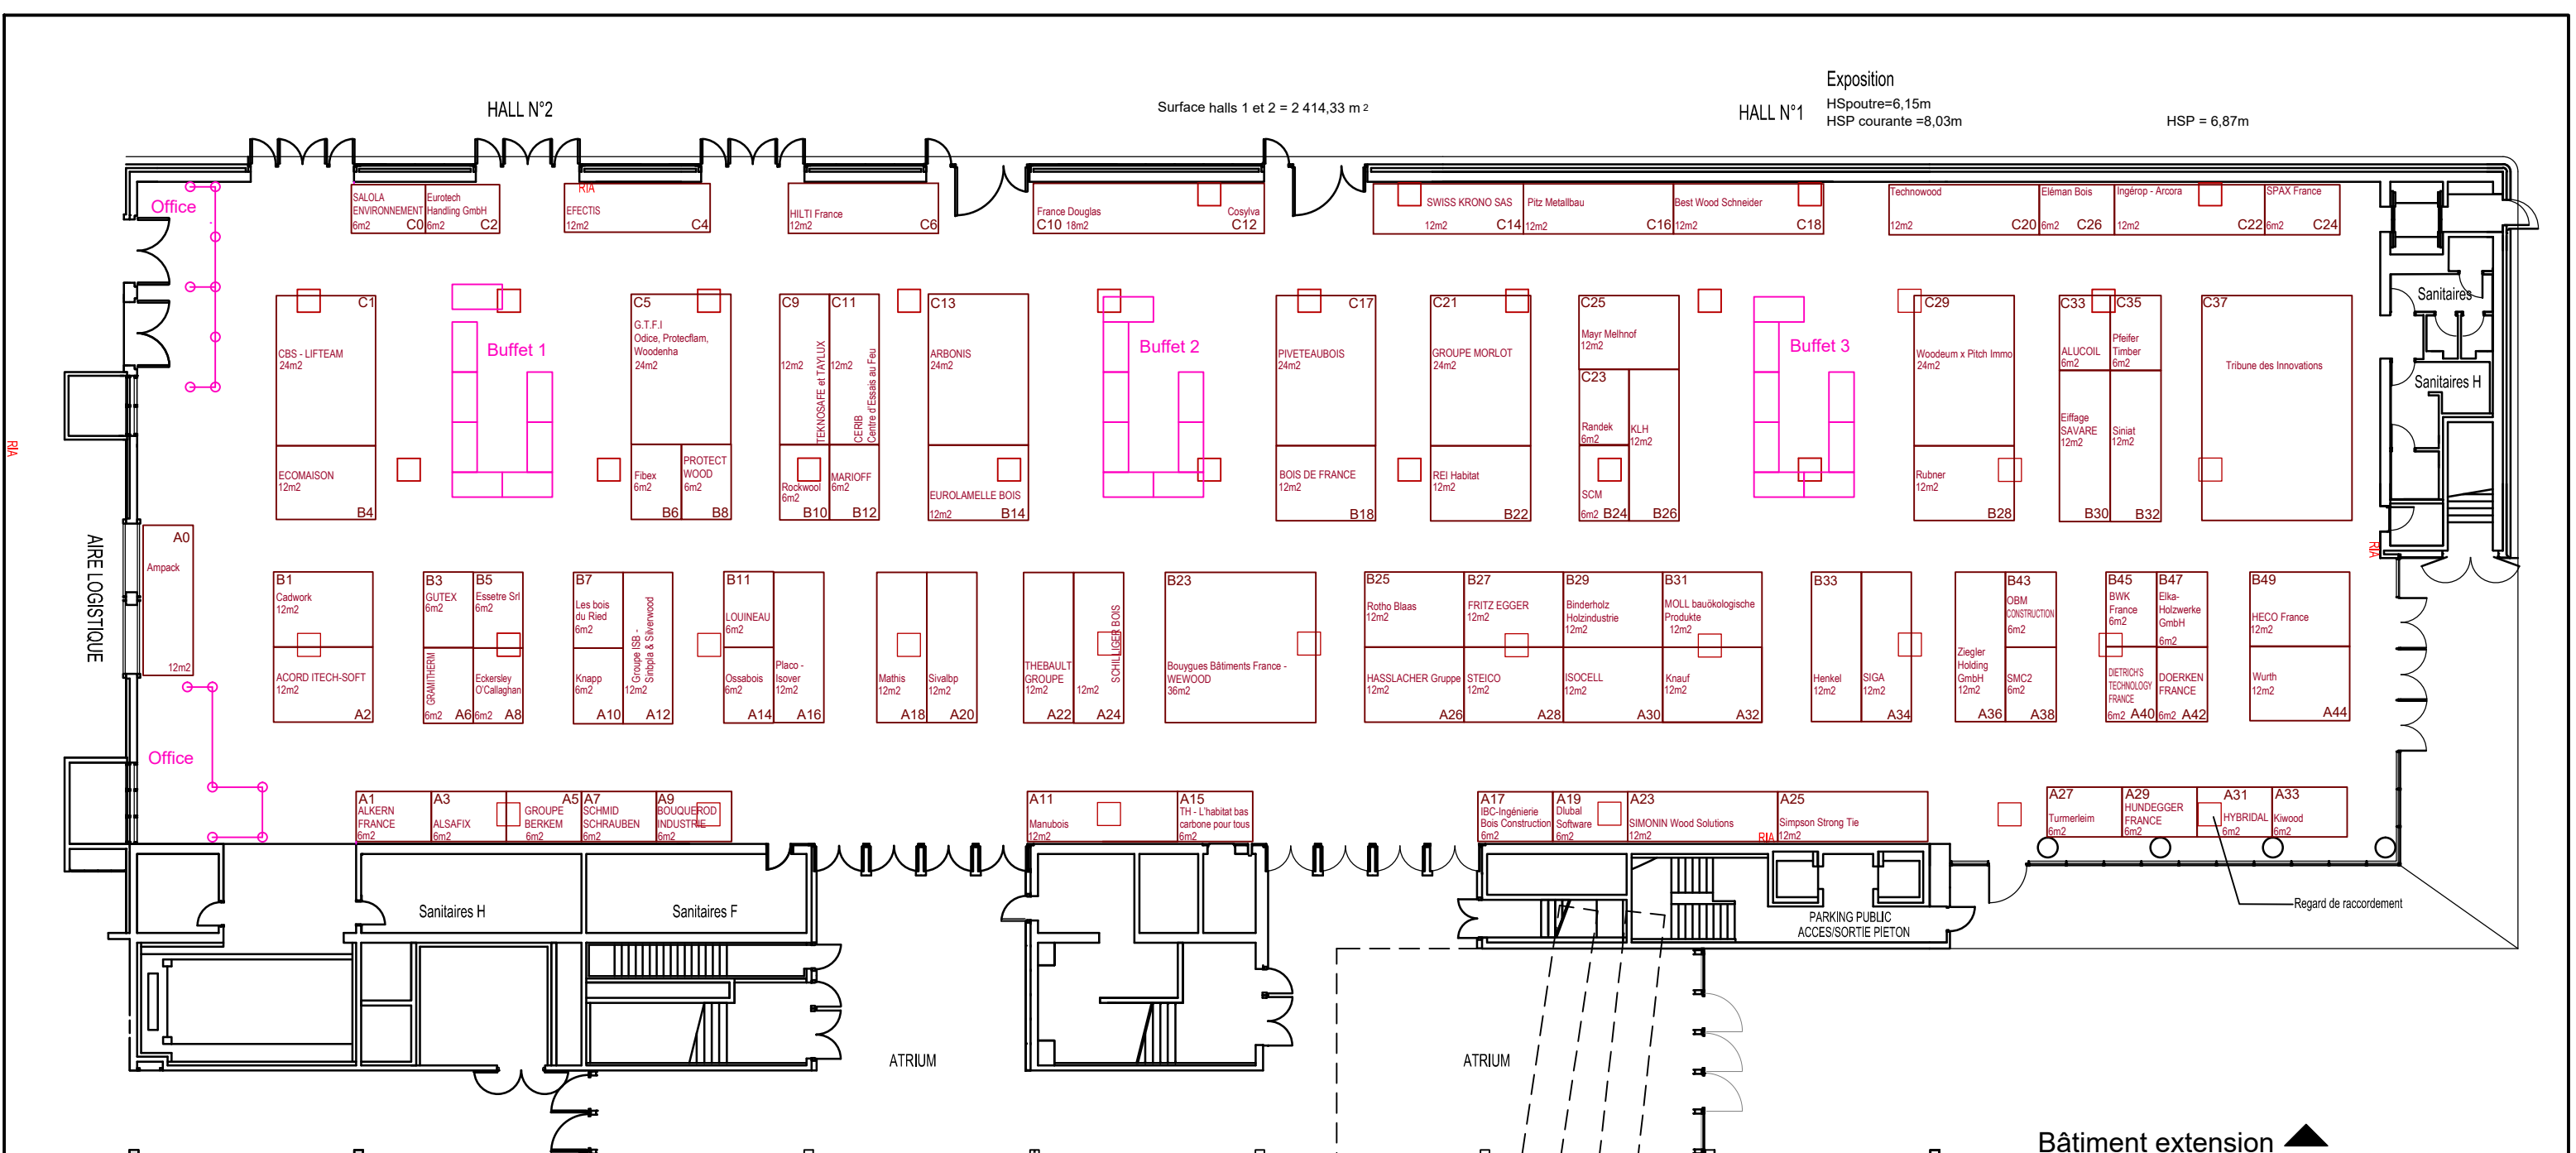 Exposition
HALL N°2
Surface halls 1 et 2 = 2 414,33 m 2
HALL N°1
HSpoutre=6,15m
HSP courante =8,03m
HSP = 6,87m
Office
SALOLA
ENVIRONNEMENT
6m2 C0
Eurotech
Handling GmbH
6m2 C2
RIA
EFECTIS
12m2 C4
HILTI France
12m2 C6
France Douglas
C10 18m2
Cosylva
C12
SWISS KRONO SAS
12m2 C14
Pitz Metallbau
12m2 C16
Best Wood Schneider
12m2 C18
Technowood
12m2 C20
Eléman Bois
6m2 C26
Ingérop - Arcora
12m2 C22
SPAX France
6m2 C24
C1
CBS - LIFTEAM
24m2
ECOMAISON
12m2
B4
Buffet 1
C5
G.T.F.I
Odice, Protecflam,
Woodenha
24m2
Fibex
6m2
B6
PROTECT
WOOD
6m2
B8
C9
12m2
TEKNOSAFE et TAYLUX
C11
12m2
CERIB
Centre d'Essais au Feu
Rockwool
6m2
B10
MARIOFF
6m2
B12
C13
ARBONIS
24m2
EUROLAMELLE BOIS
12m2 B14
Buffet 2
C17
PIVETEAUBOIS
24m2
BOIS DE FRANCE
12m2
B18
C21
GROUPE MORLOT
24m2
REI Habitat
12m2
B22
C25
Mayr Melhnof
12m2
C23
Randek
6m2
KLH
12m2
SCM
6m2 B24
B26
Buffet 3
C29
Woodeum x Pitch Immo
24m2
Rubner
12m2
B28
C33
ALUCOIL
6m2
C35
Pfeifer
Timber
6m2
Eiffage
SAVARE
12m2
B30
Siniat
12m2
B32
C37
Tribune des Innovations
Sanitaires
Sanitaires H
RIA
AIRE LOGISTIQUE
A0
Ampack
12m2
B1
Cadwork
12m2
ACORD ITECH-SOFT
12m2
A2
B3
GUTEX
6m2
B5
Essetre Srl
6m2
GRAMITHERM
6m2 A6
Eckersley
O'Callaghan
6m2 A8
B7
Les bois
du Ried
6m2
Knapp
6m2
A10
Groupe ISB -
Sinbpla & Silverwood
12m2
A12
B11
LOUINEAU
6m2
Ossabois
6m2
A14
Placo -
Isover
12m2
A16
Mathis
12m2
A18
Sivalbp
12m2
A20
THEBAULT
GROUPE
12m2
A22
SCHILLIGER BOIS
12m2
A24
B23
Bouygues Bâtiments France -
WEWOOD
36m2
B25
Rotho Blaas
12m2
HASSLACHER Gruppe
12m2
A26
B27
FRITZ EGGER
12m2
STEICO
12m2
A28
B29
Binderholz
Holzindustrie
12m2
ISOCELL
12m2
A30
B31
MOLL bauökologische
Produkte
12m2
Knauf
12m2
A32
B33
Henkel
12m2
SIGA
12m2
A34
Ziegler
Holding
GmbH
12m2
A36
B43
OBM
CONSTRUCTION
6m2
SMC2
6m2
A38
B45
BWK
France
6m2
B47
Elka-
Holzwerke
GmbH
6m2
DIETRICH'S
TECHNOLOGY
FRANCE
6m2 A40
DOERKEN
FRANCE
6m2 A42
B49
HECO France
12m2
Wurth
12m2
A44
RIA
Office
A1
ALKERN
FRANCE
6m2
A3
ALSAFIX
6m2
A5
GROUPE
BERKEM
6m2
A7
SCHMID
SCHRAUBEN
6m2
A9
BOUQUEROD
INDUSTRIE
6m2
A11
Manubois
12m2
A15
TH - L'habitat bas
carbone pour tous
6m2
A17
IBC-Ingénierie
Bois Construction
6m2
A19
Dlubal
Software
6m2
A23
SIMONIN Wood Solutions
12m2
A25
Simpson Strong Tie
12m2
RIA
A27
Turmerleim
6m2
A29
HUNDEGGER
FRANCE
6m2
A31
HYBRIDAL
6m2
A33
Kiwood
6m2
Regard de raccordement
Sanitaires H
Sanitaires F
PARKING PUBLIC
ACCES/SORTIE PIETON
ATRIUM
ATRIUM
Bâtiment extension